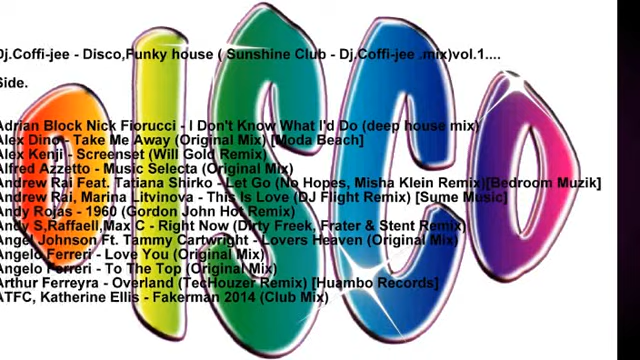 DISCO
Dj.Coffi-jee - Disco,Funky house ( Sunshine Club - Dj.Coffi-jee .mix)vol.1....
Side.
Adrian Block Nick Fiorucci - I Don't Know What I'd Do (deep house mix)
Alex Dino- Take Me Away (Original Mix) [Moda Beach]
Alex Kenji - Screenset (Will Gold Remix)
Alfred Azzetto - Music Selecta (Original Mix)
Andrew Rai Feat. Tatiana Shirko - Let Go (No Hopes, Misha Klein Remix)[Bedroom Muzik]
Andrew Rai, Marina Litvinova - This Is Love (DJ Flight Remix) [Sume Music]
Andy Rojas - 1960 (Gordon John Hot Remix)
Andy S,Raffaell,Max C - Right Now (Dirty Freek, Frater & Stent Remix)
Angel Johnson Ft. Tammy Cartwright - Lovers Heaven (Original Mix)
Angelo Ferreri - Love You (Original Mix)
Angelo Ferreri - To The Top (Original Mix)
Arthur Ferreyra - Overland (TecHouzer Remix) [Huambo Records]
ATFC, Katherine Ellis - Fakerman 2014 (Club Mix)